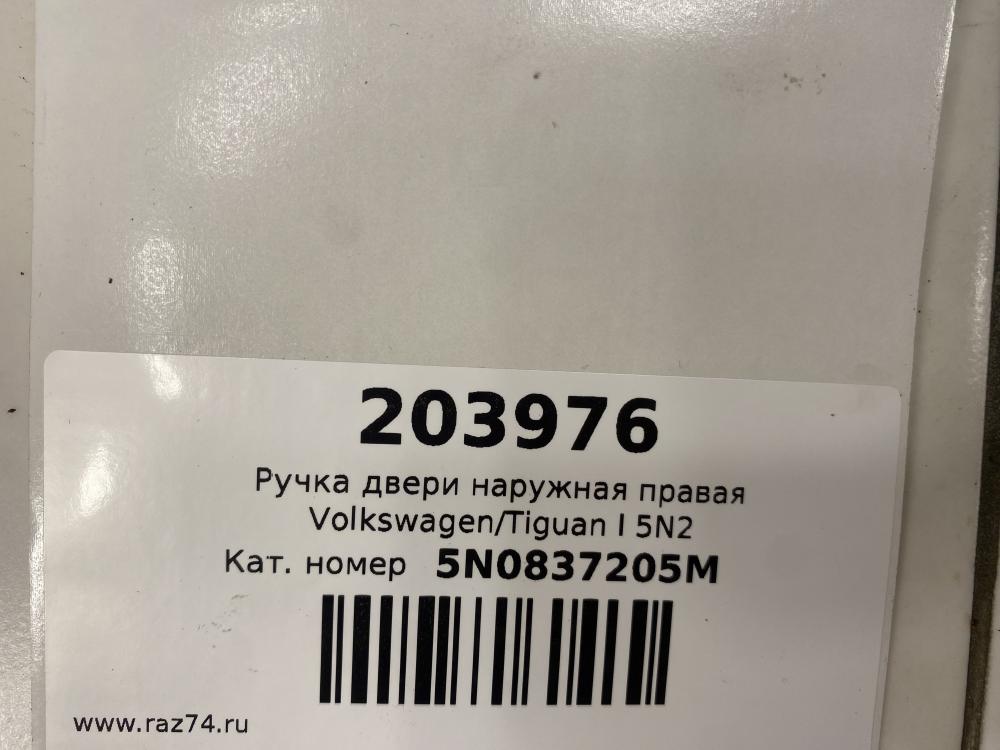 203976
Ручка двери наружная правая
Volkswagen/Tiguan I 5N2
Кат. номер 5N0837205M
www.raz74.ru